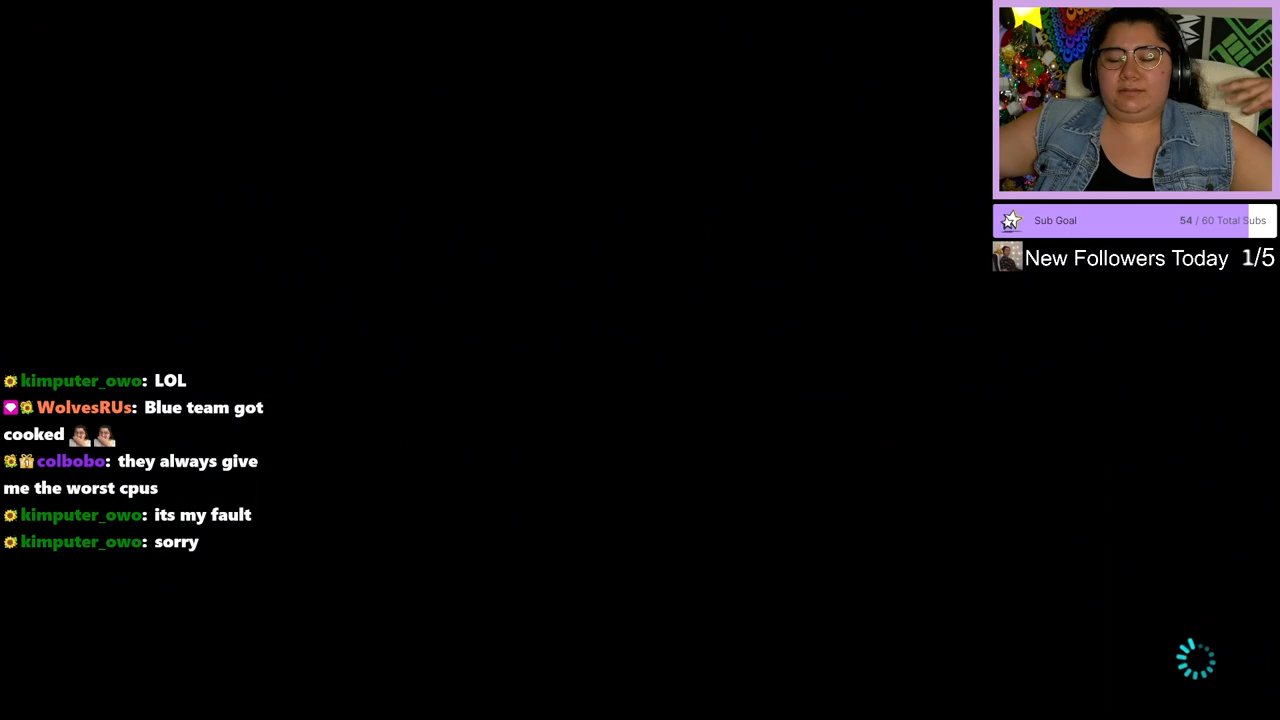 Sub Goal 54 / 60 Total Subs
New Followers Today 1/5
kimputer_owo: LOL
WolvesRUs: Blue team got
cooked
colbobo: they always give
me the worst cpus
kimputer_owo: its my fault
kimputer_owo: sorry